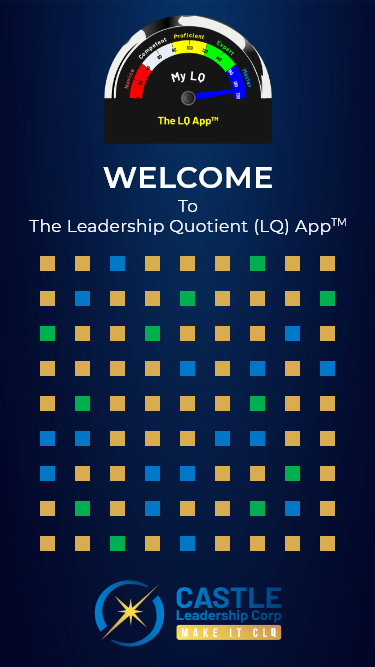 Novice
Competent
Proficient
Expert
Master
My LQ
The LQ App™
WELCOME
To
The Leadership Quotient (LQ) App™
CASTLE
Leadership Corp
MAKE IT CLQ